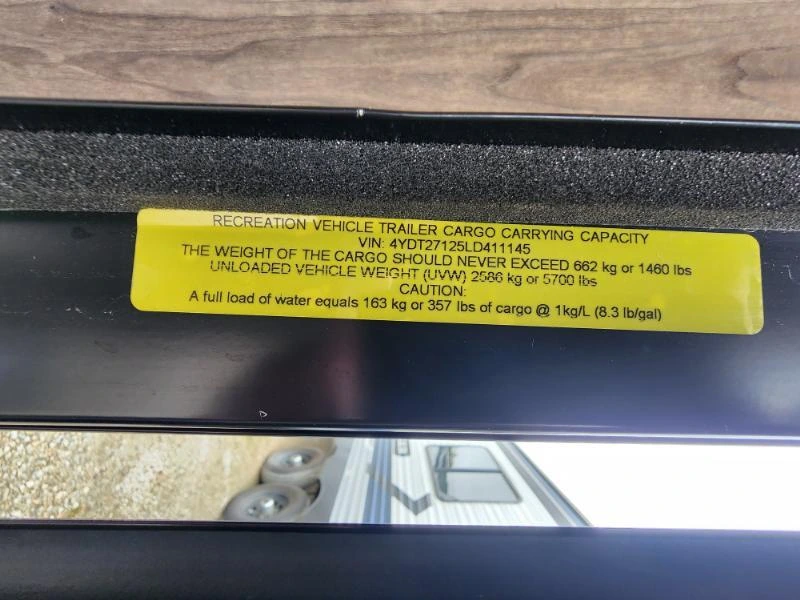 RECREATION VEHICLE TRAILER CARGO CARRYING CAPACITY
VIN: 4YDT27125LD411145
THE WEIGHT OF THE CARGO SHOULD NEVER EXCEED 662 kg or 1460 lbs
UNLOADED VEHICLE WEIGHT (UVW) 2586 kg or 5700 lbs
CAUTION:
A full load of water equals 163 kg or 357 lbs of cargo @ 1kg/L (8.3 lb/gal)